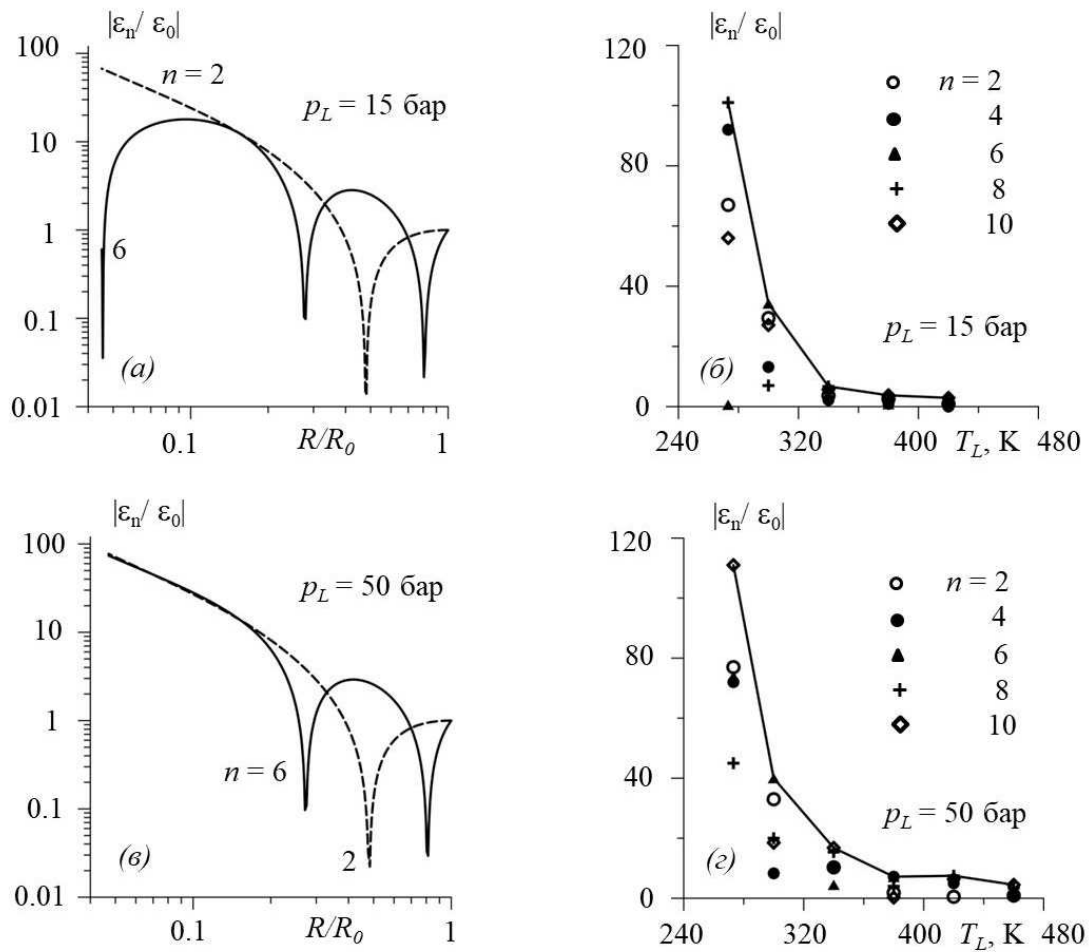 |εn/ ε0|
100
10
1
0.1
0.01
n = 2
pL = 15 бар
6
(а)
0.1
R/R0
1
|εn/ ε0|
120
80
40
0
n = 2
4
6
8
10
pL = 15 бар
(б)
240
320
400
TL, K
480
|εn/ ε0|
100
10
1
0.1
0.01
pL = 50 бар
n = 6
2
(в)
0.1
R/R0
1
|εn/ ε0|
120
80
40
0
n = 2
4
6
8
10
pL = 50 бар
(г)
240
320
400
TL, K
480